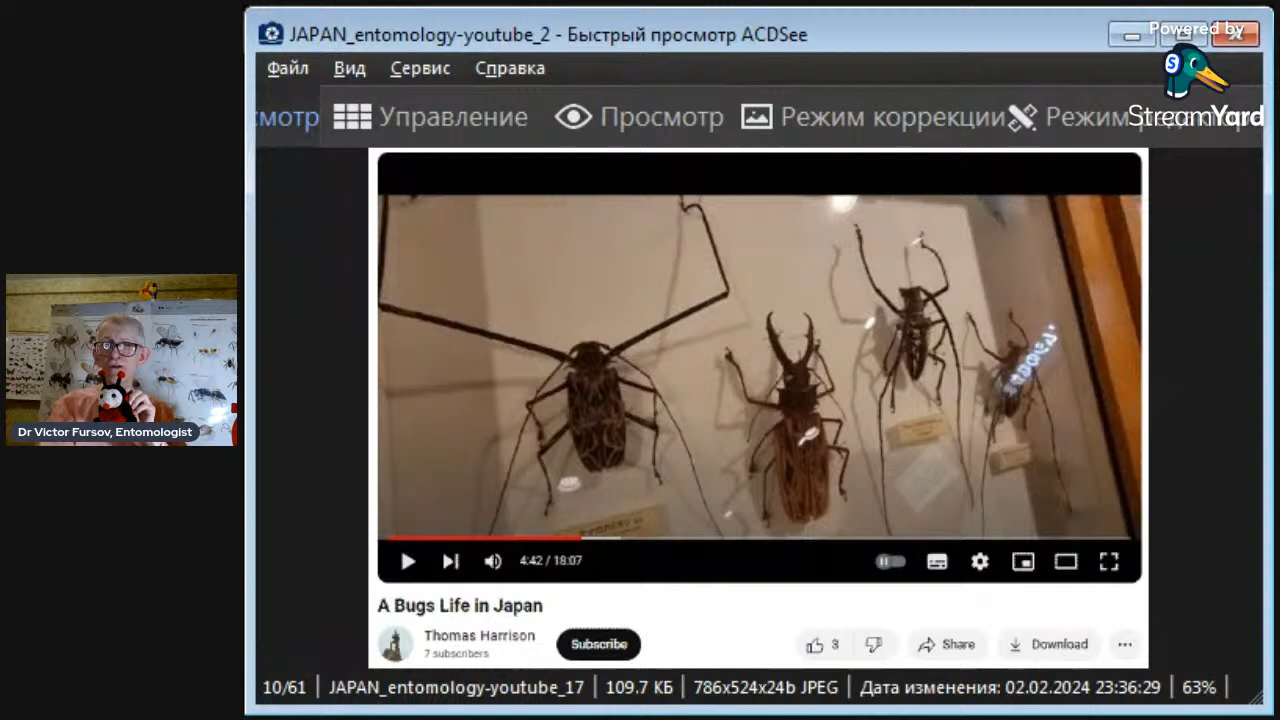 JAPAN_entomology-youtube_2 - Быстрый просмотр ACDSee
Powered by
StreamYard
Файл Вид Сервис Справка
смотр Управление Просмотр Режим коррекции Режим
Dr Victor Fursov, Entomologist
4:42 / 18:07
A Bugs Life in Japan
Thomas Harrison
7 subscribers
Subscribe
3
Share
Download
10/61 JAPAN_entomology-youtube_17 109.7 КБ 786x524x24b JPEG Дата изменения: 02.02.2024 23:36:29 63%